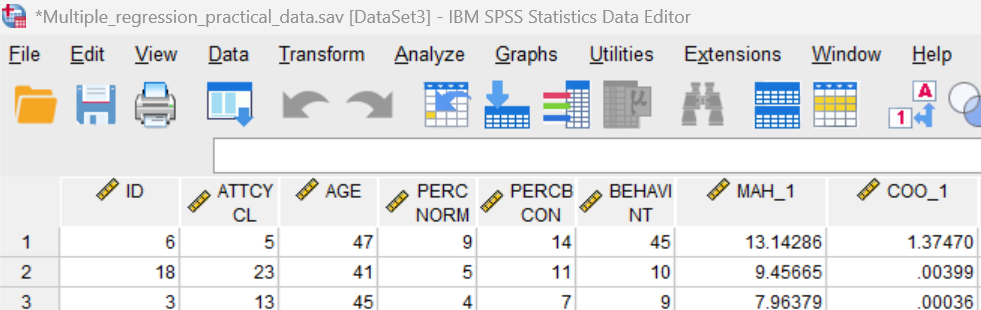 *Multiple_regression_practical_data.sav [DataSet3] - IBM SPSS Statistics Data Editor
File Edit View Data Transform Analyze Graphs Utilities Extensions Window Help
A
1
μ
ID ATTCY AGE PERC PERCB BEHAVI MAH_1 COO_1
CL NORM CON NT
1 6 5 47 9 14 45 13.14286 1.37470
2 18 23 41 5 11 10 9.45665 .00399
3 3 13 45 4 7 9 7.96379 .00036